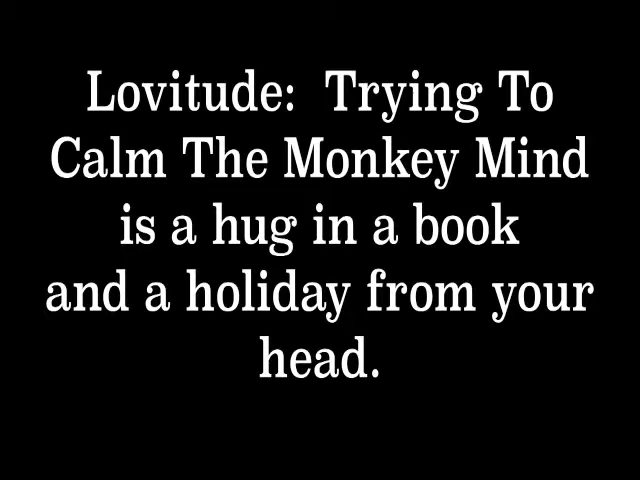 Lovitude:  Trying To
Calm The Monkey Mind
is a hug in a book
and a holiday from your
head.